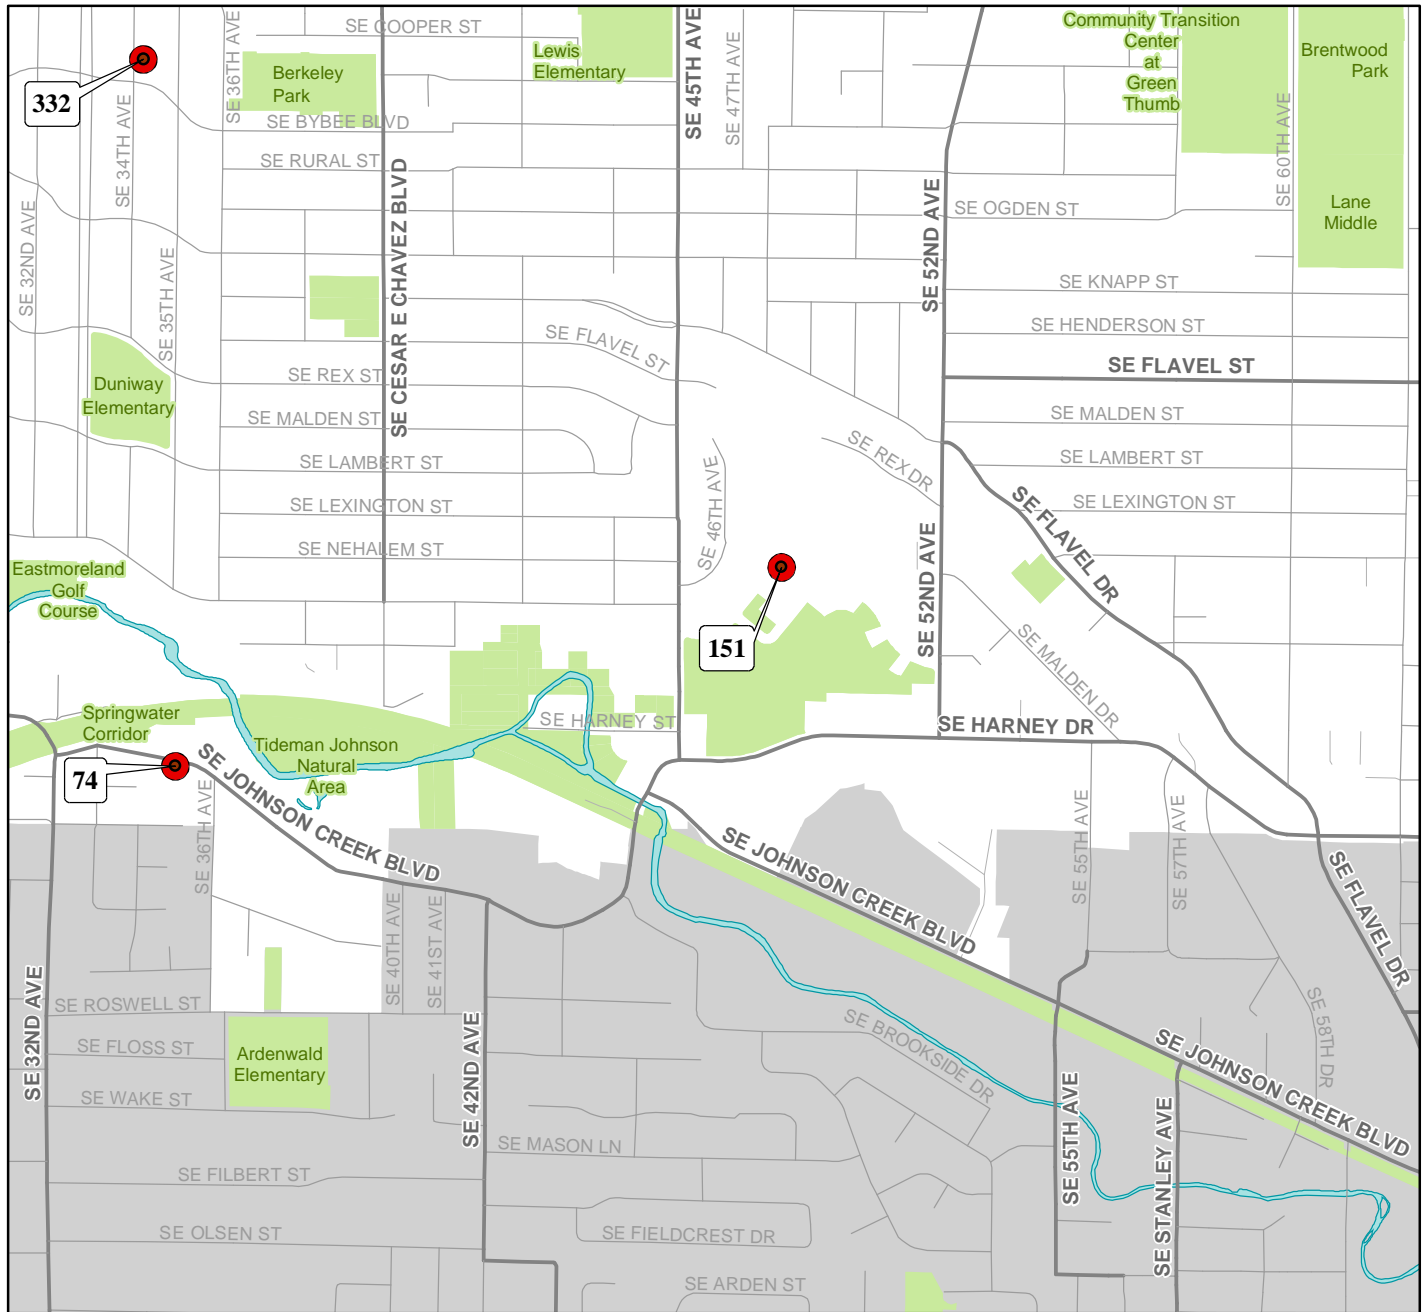 SE COOPER ST
Lewis
Elementary
Community Transition
Center
at
Green
Thumb
Brentwood
Park
332
SE 36TH AVE
Berkeley
Park
SE 45TH AVE
SE 47TH AVE
SE BYBEE BLVD
SE RURAL ST
SE 34TH AVE
SE 60TH AVE
SE CESAR E CHAVEZ BLVD
SE 52ND AVE
SE OGDEN ST
Lane
Middle
SE 32ND AVE
SE 35TH AVE
SE KNAPP ST
SE HENDERSON ST
SE FLAVEL ST
SE FLAVEL ST
Duniway
Elementary
SE REX ST
SE MALDEN ST
SE MALDEN ST
SE REX DR
SE LAMBERT ST
SE LAMBERT ST
SE LEXINGTON ST
SE LEXINGTON ST
SE 46TH AVE
SE FLAVEL DR
SE NEHALEM ST
SE 52ND AVE
Eastmoreland
Golf
Course
151
SE MALDEN DR
Springwater
Corridor
SE HARNEY ST
SE HARNEY DR
Tideman Johnson
Natural
Area
74
SE JOHNSON CREEK BLVD
SE 36TH AVE
SE 55TH AVE
SE 57TH AVE
SE JOHNSON CREEK BLVD
SE FLAVEL DR
SE 40TH AVE
SE 41ST AVE
SE 32ND AVE
SE ROSWELL ST
SE FLOSS ST
Ardenwald
Elementary
SE WAKE ST
SE 42ND AVE
SE BROOKSIDE DR
SE 58TH DR
SE JOHNSON CREEK BLVD
SE 55TH AVE
SE STANLEY AVE
SE MASON LN
SE FILBERT ST
SE OLSEN ST
SE FIELDCREST DR
SE ARDEN ST